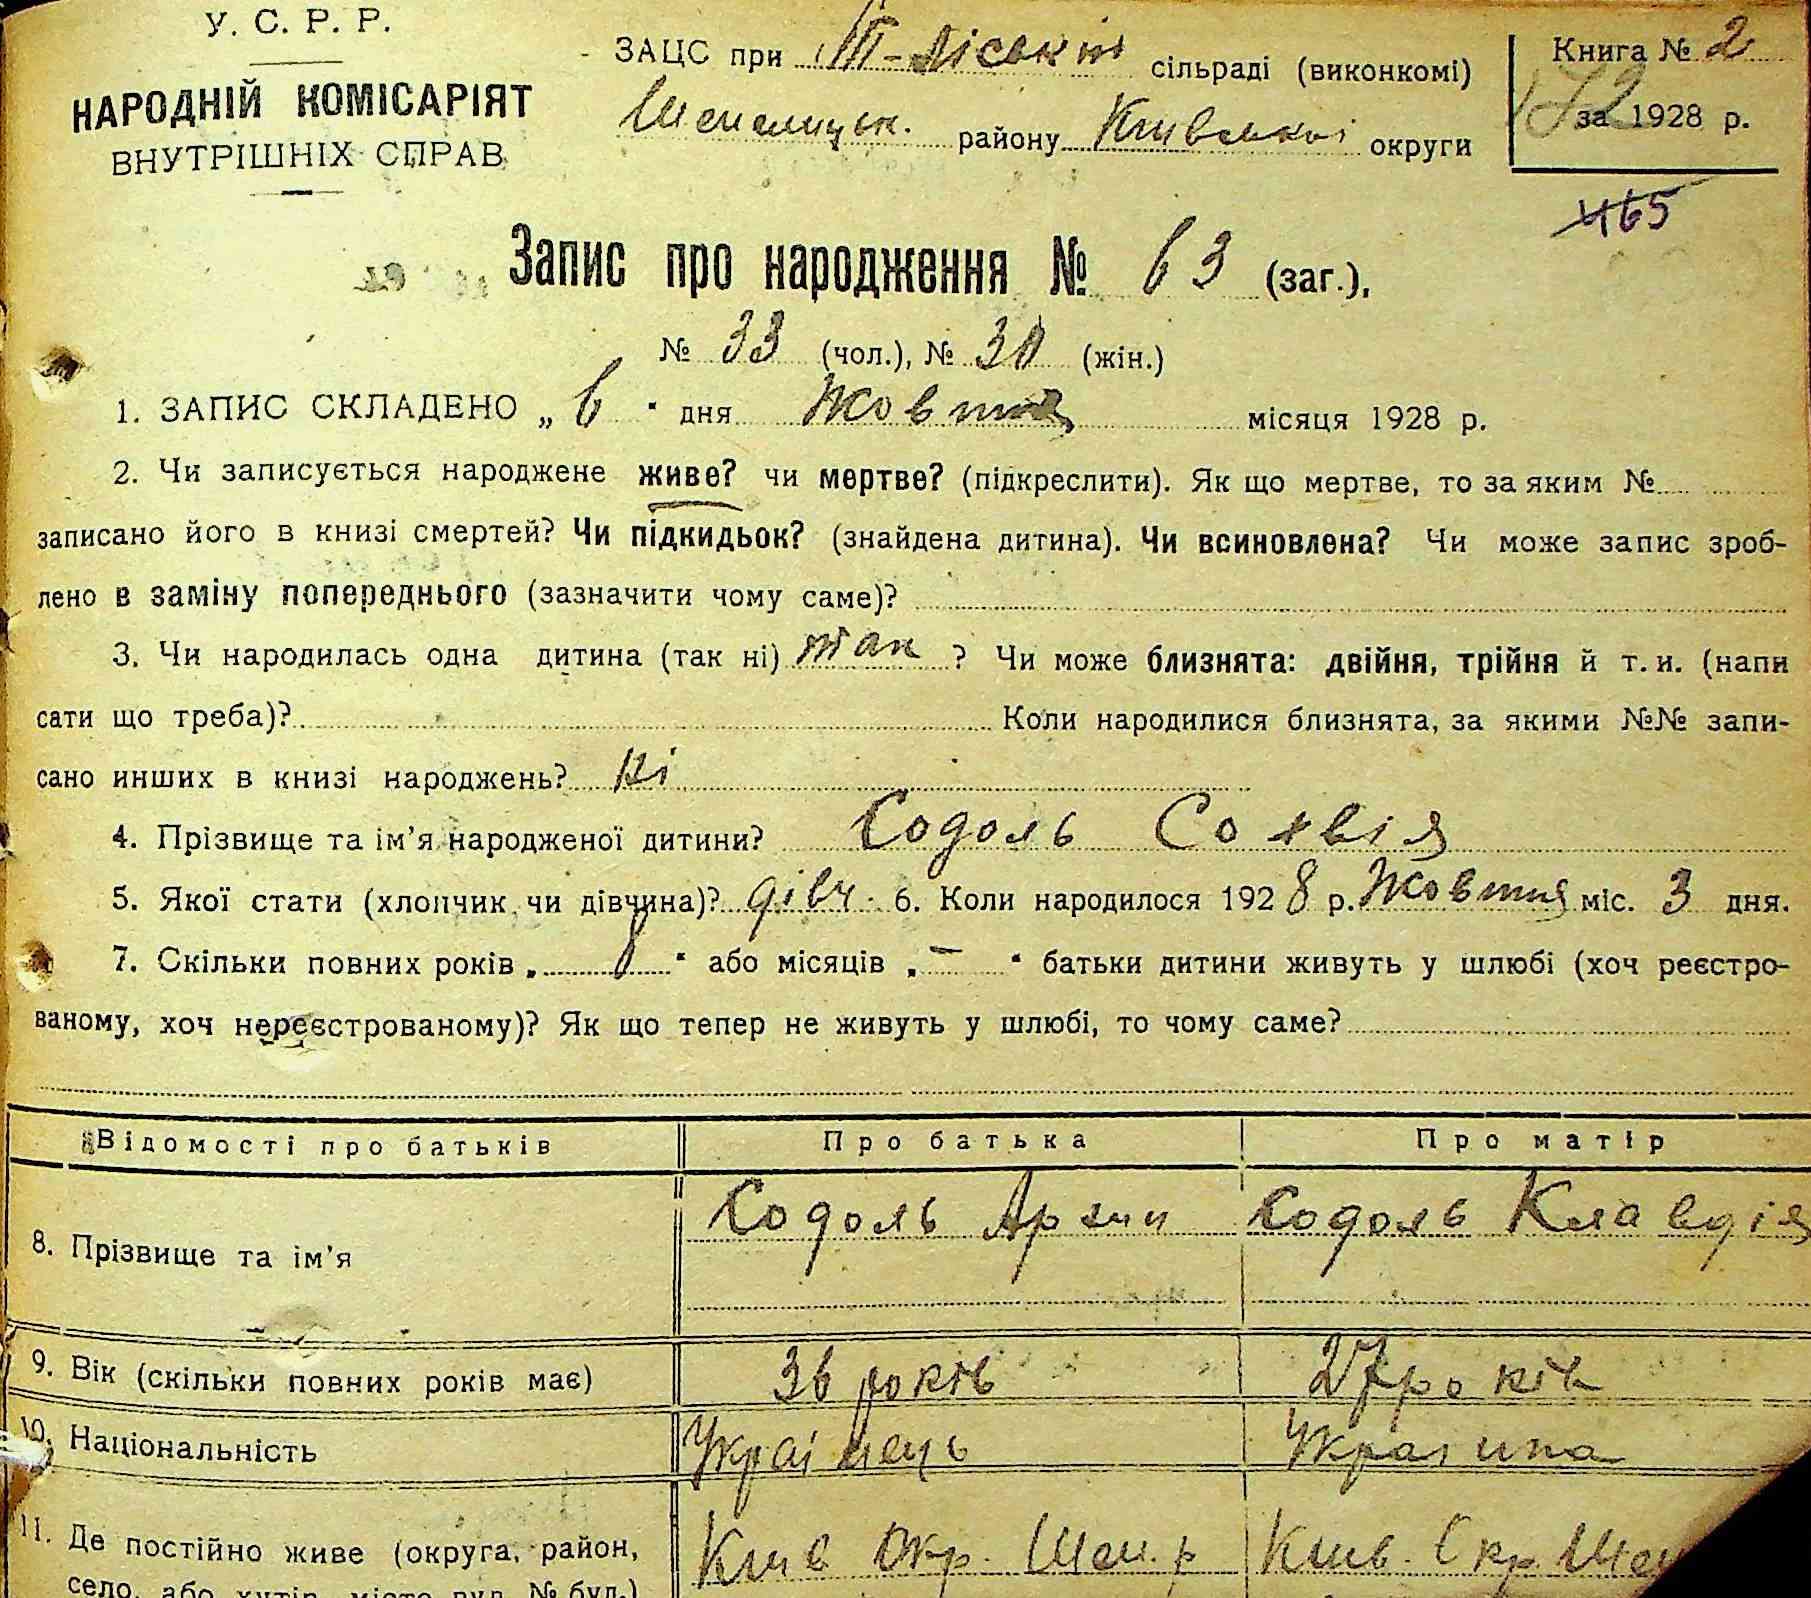 У. С. Р. Р.
НАРОДНІЙ КОМІСАРІЯТ
ВНУТРІШНІХ СПРАВ
ЗАЦС при сільраді (виконкомі)
району Київської округи
Книга № 2
за 1928 р.
465
Запис про народження № 63 (заг.),
№ 33 (чол.), № 30 (жін.)
1. ЗАПИС СКЛАДЕНО „ 6 " дня Жовтня місяця 1928 р.
2. Чи записується народжене живе? чи мертве? (підкреслити). Як що мертве, то за яким №
записано його в книзі смертей? Чи підкидьок? (знайдена дитина). Чи всиновлена? Чи може запис зроб-
лено в заміну попереднього (зазначити чому саме)?
3. Чи народилась одна дитина (так ні) так ? Чи може близнята: двійня, трійня й т. и. (напи
сати що треба)? Коли народилися близнята, за якими №№ запи-
сано инших в книзі народжень? ні
4. Прізвище та ім'я народженої дитини? Содоль Софвія
5. Якої стати (хлопчик чи дівчина)? дівч. 6. Коли народилося 1928 р. Жовтня міс. 3 дня.
7. Скільки повних років „ 8 " або місяців „ — " батьки дитини живуть у шлюбі (хоч реєстро-
ваному, хоч нереєстрованому)? Як що тепер не живуть у шлюбі, то чому саме?
Відомості про батьків Про батька Про матір
8. Прізвище та ім'я Содоль Архип Содоль Клавдія
9. Вік (скільки повних років має) 36 років 27 років
10. Національність Українець Україна
11. Де постійно живе (округа, район, Київ Окр. Шеп. р Київ. Окр. Шеп
село, або хутір, місто вул. № буд.)